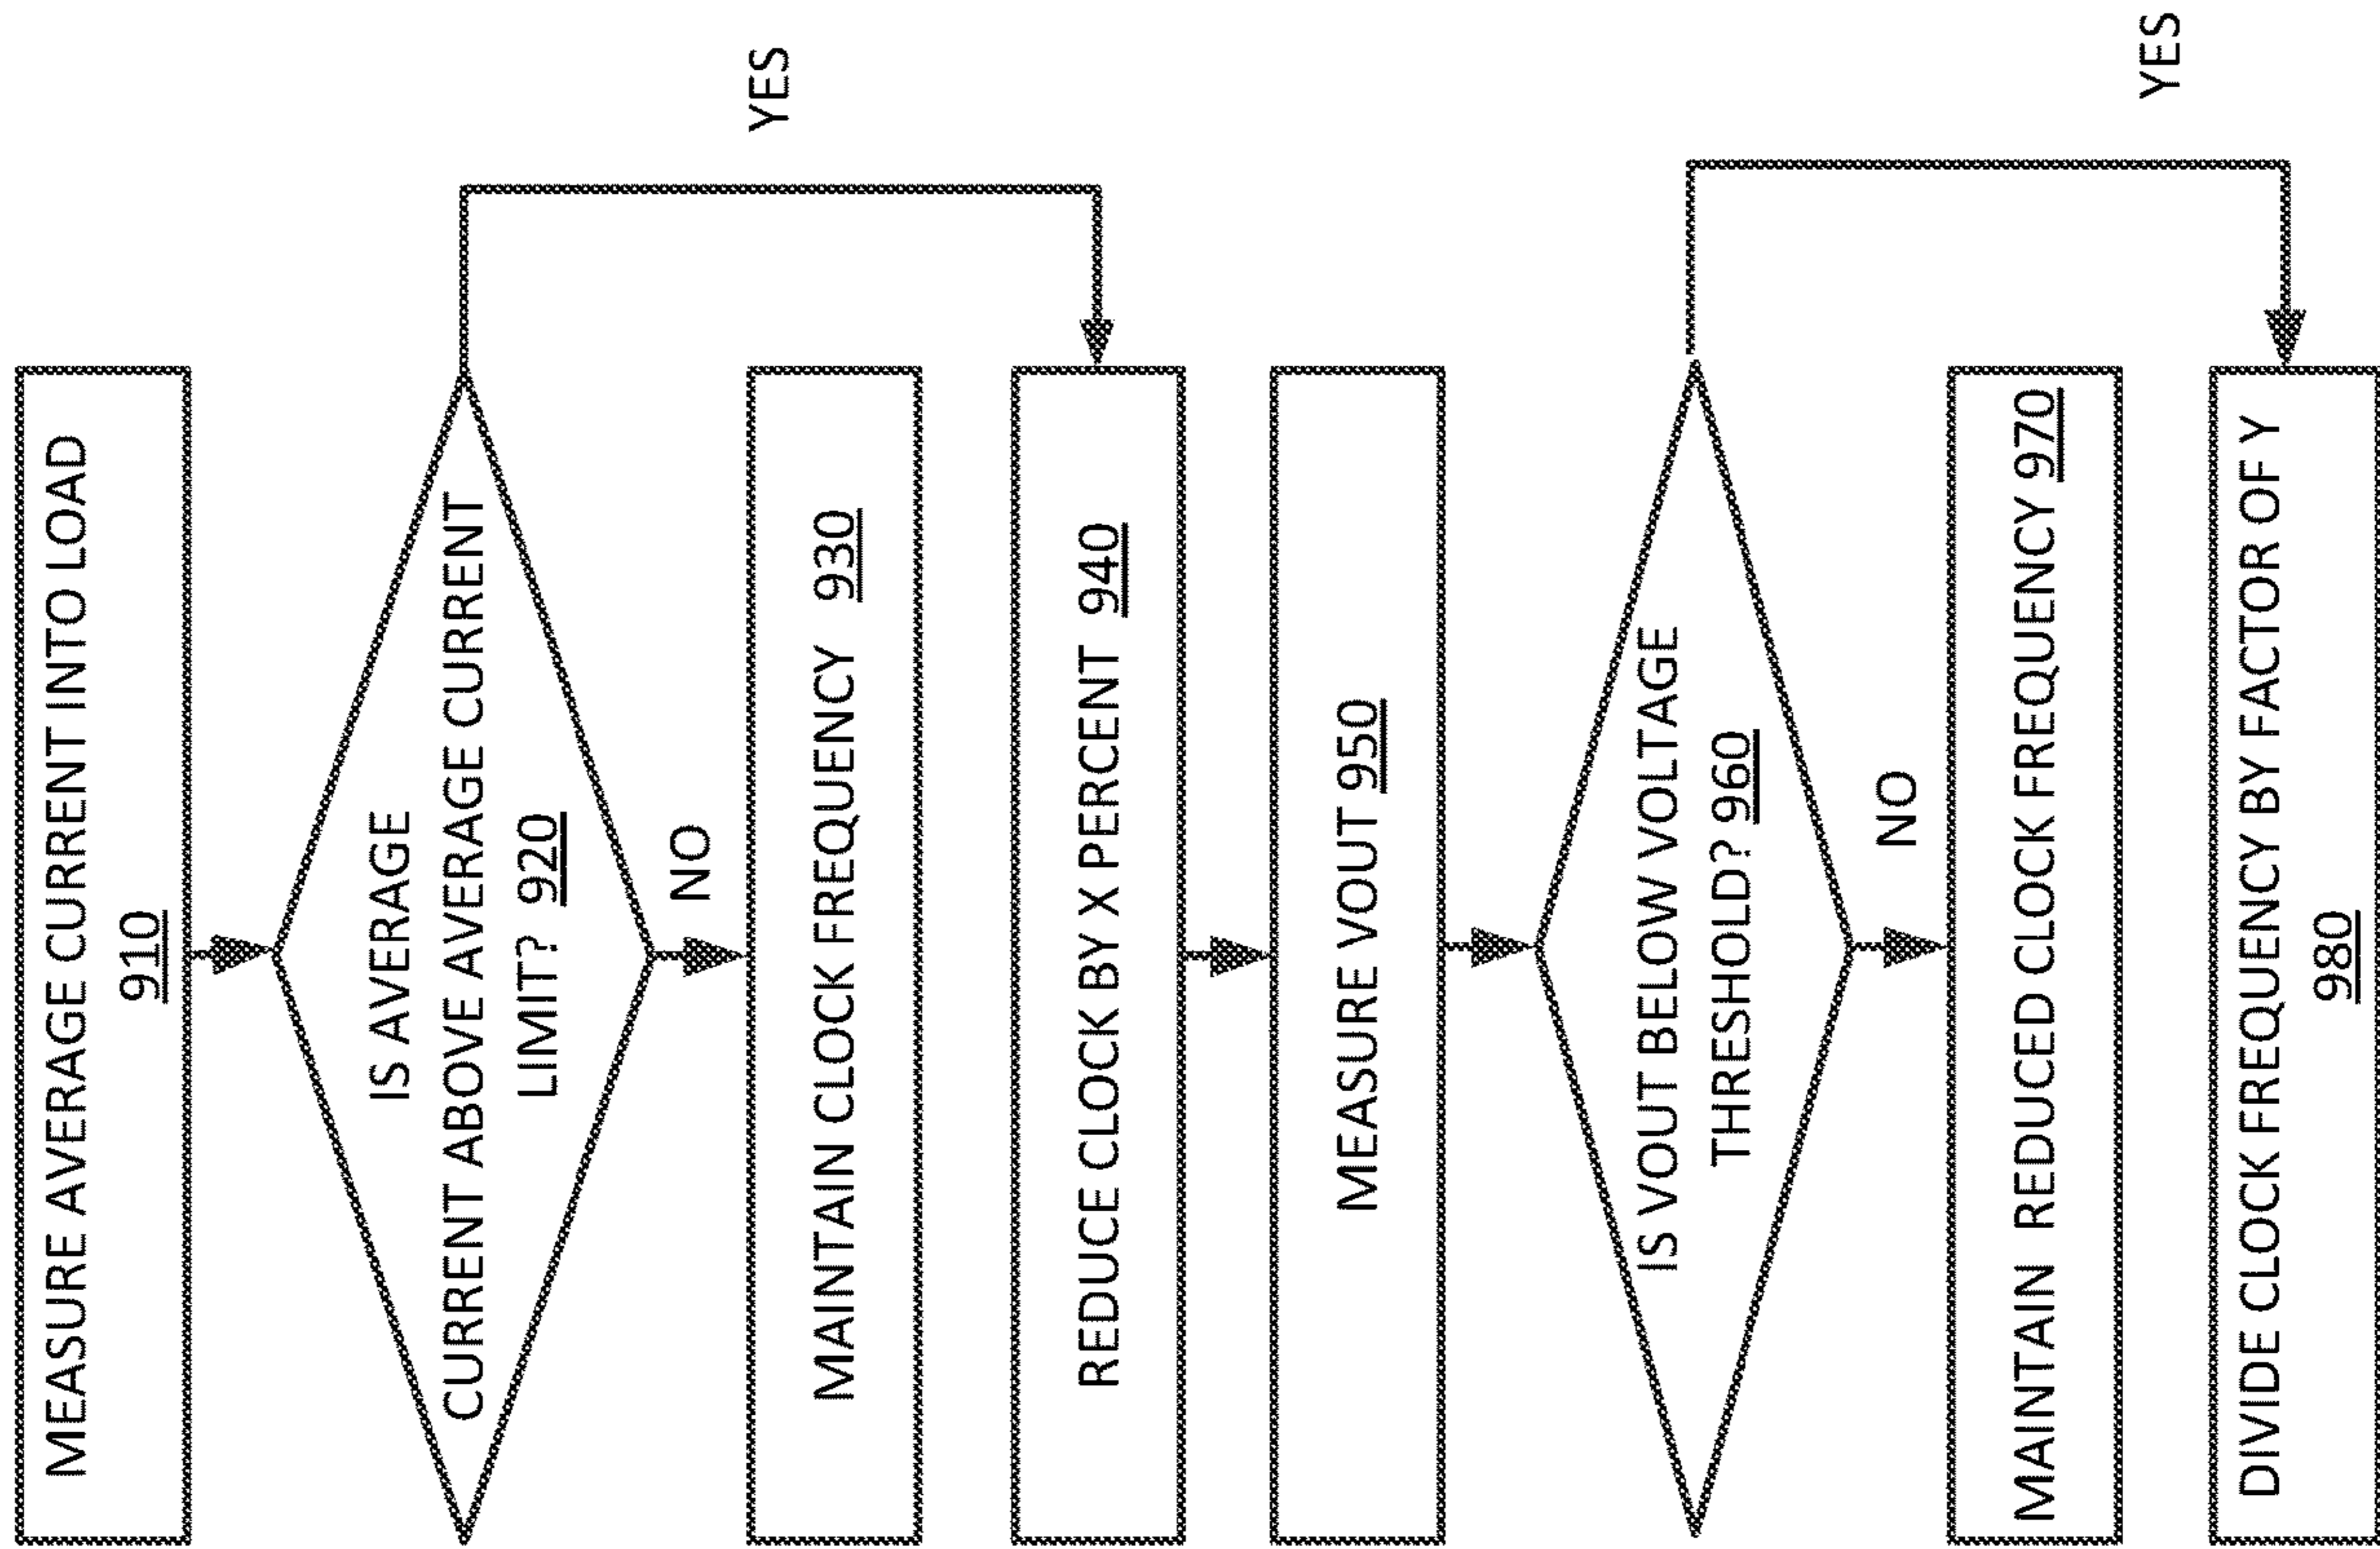 MEASURE AVERAGE CURRENT INTO LOAD
910
IS AVERAGE
CURRENT ABOVE AVERAGE CURRENT
LIMIT? 920
YES
NO
MAINTAIN CLOCK FREQUENCY 930
REDUCE CLOCK BY X PERCENT 940
MEASURE VOUT 950
IS VOUT BELOW VOLTAGE
THRESHOLD? 960
YES
NO
MAINTAIN REDUCED CLOCK FREQUENCY 970
DIVIDE CLOCK FREQUENCY BY FACTOR OF Y
980